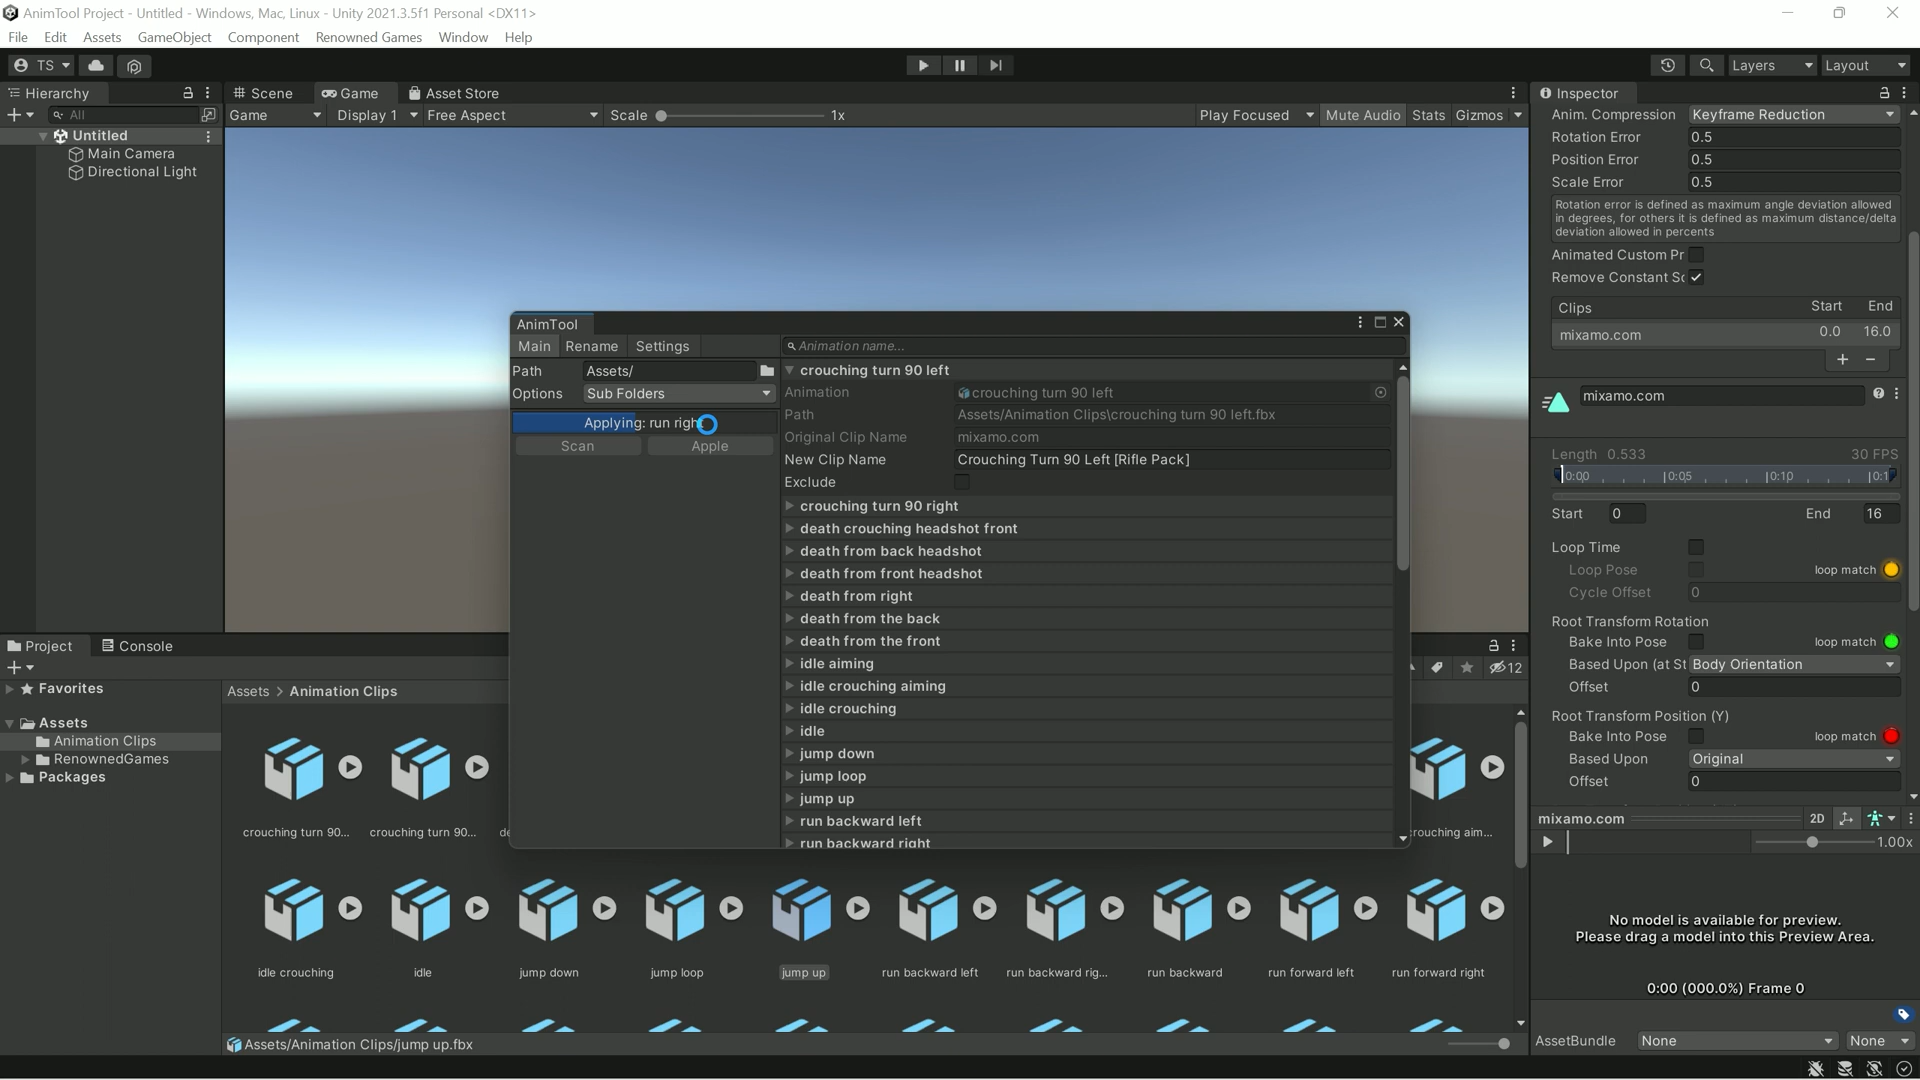 AnimTool Project - Untitled - Windows, Mac, Linux - Unity 2021.3.5f1 Personal <DX11>
File Edit Assets GameObject Component Renowned Games Window Help
TS Layers Layout
Hierarchy
All
Untitled
Main Camera
Directional Light
Scene Game Asset Store
Game Display 1 Free Aspect Scale 1x Play Focused Mute Audio Stats Gizmos
AnimTool
Main Rename Settings
Animation name...
Path Assets/
Options Sub Folders
Applying: run righ
Scan Apple
crouching turn 90 left
Animation crouching turn 90 left
Path Assets/Animation Clips\crouching turn 90 left.fbx
Original Clip Name mixamo.com
New Clip Name Crouching Turn 90 Left [Rifle Pack]
Exclude
crouching turn 90 right
death crouching headshot front
death from back headshot
death from front headshot
death from right
death from the back
death from the front
idle aiming
idle crouching aiming
idle crouching
idle
jump down
jump loop
jump up
run backward left
run backward right
Project Console
12
Favorites
Assets
Animation Clips
RenownedGames
Packages
Assets > Animation Clips
crouching turn 90... crouching turn 90... de rouching aim...
idle crouching idle jump down jump loop jump up run backward left run backward rig... run backward run forward left run forward right
Assets/Animation Clips/jump up.fbx
Inspector
Anim. Compression Keyframe Reduction
Rotation Error 0.5
Position Error 0.5
Scale Error 0.5
Rotation error is defined as maximum angle deviation allowed
in degrees, for others it is defined as maximum distance/delta
deviation allowed in percents
Animated Custom Pr
Remove Constant Sc
Clips Start End
mixamo.com 0.0 16.0
+ −
mixamo.com
Length 0.533 30 FPS
0:00 0:05 0:10 0:1
Start 0 End 16
Loop Time
Loop Pose loop match
Cycle Offset 0
Root Transform Rotation
Bake Into Pose loop match
Based Upon (at St Body Orientation
Offset 0
Root Transform Position (Y)
Bake Into Pose loop match
Based Upon Original
Offset 0
mixamo.com 2D
1.00x
No model is available for preview.
Please drag a model into this Preview Area.
0:00 (000.0%) Frame 0
AssetBundle None None